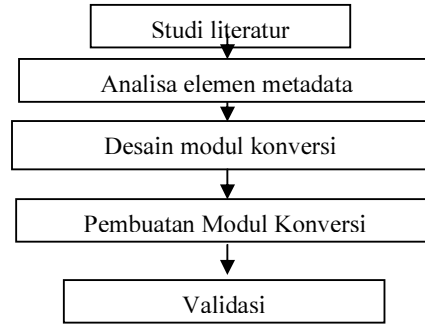 Studi literatur
Analisa elemen metadata
Desain modul konversi
Pembuatan Modul Konversi
Validasi